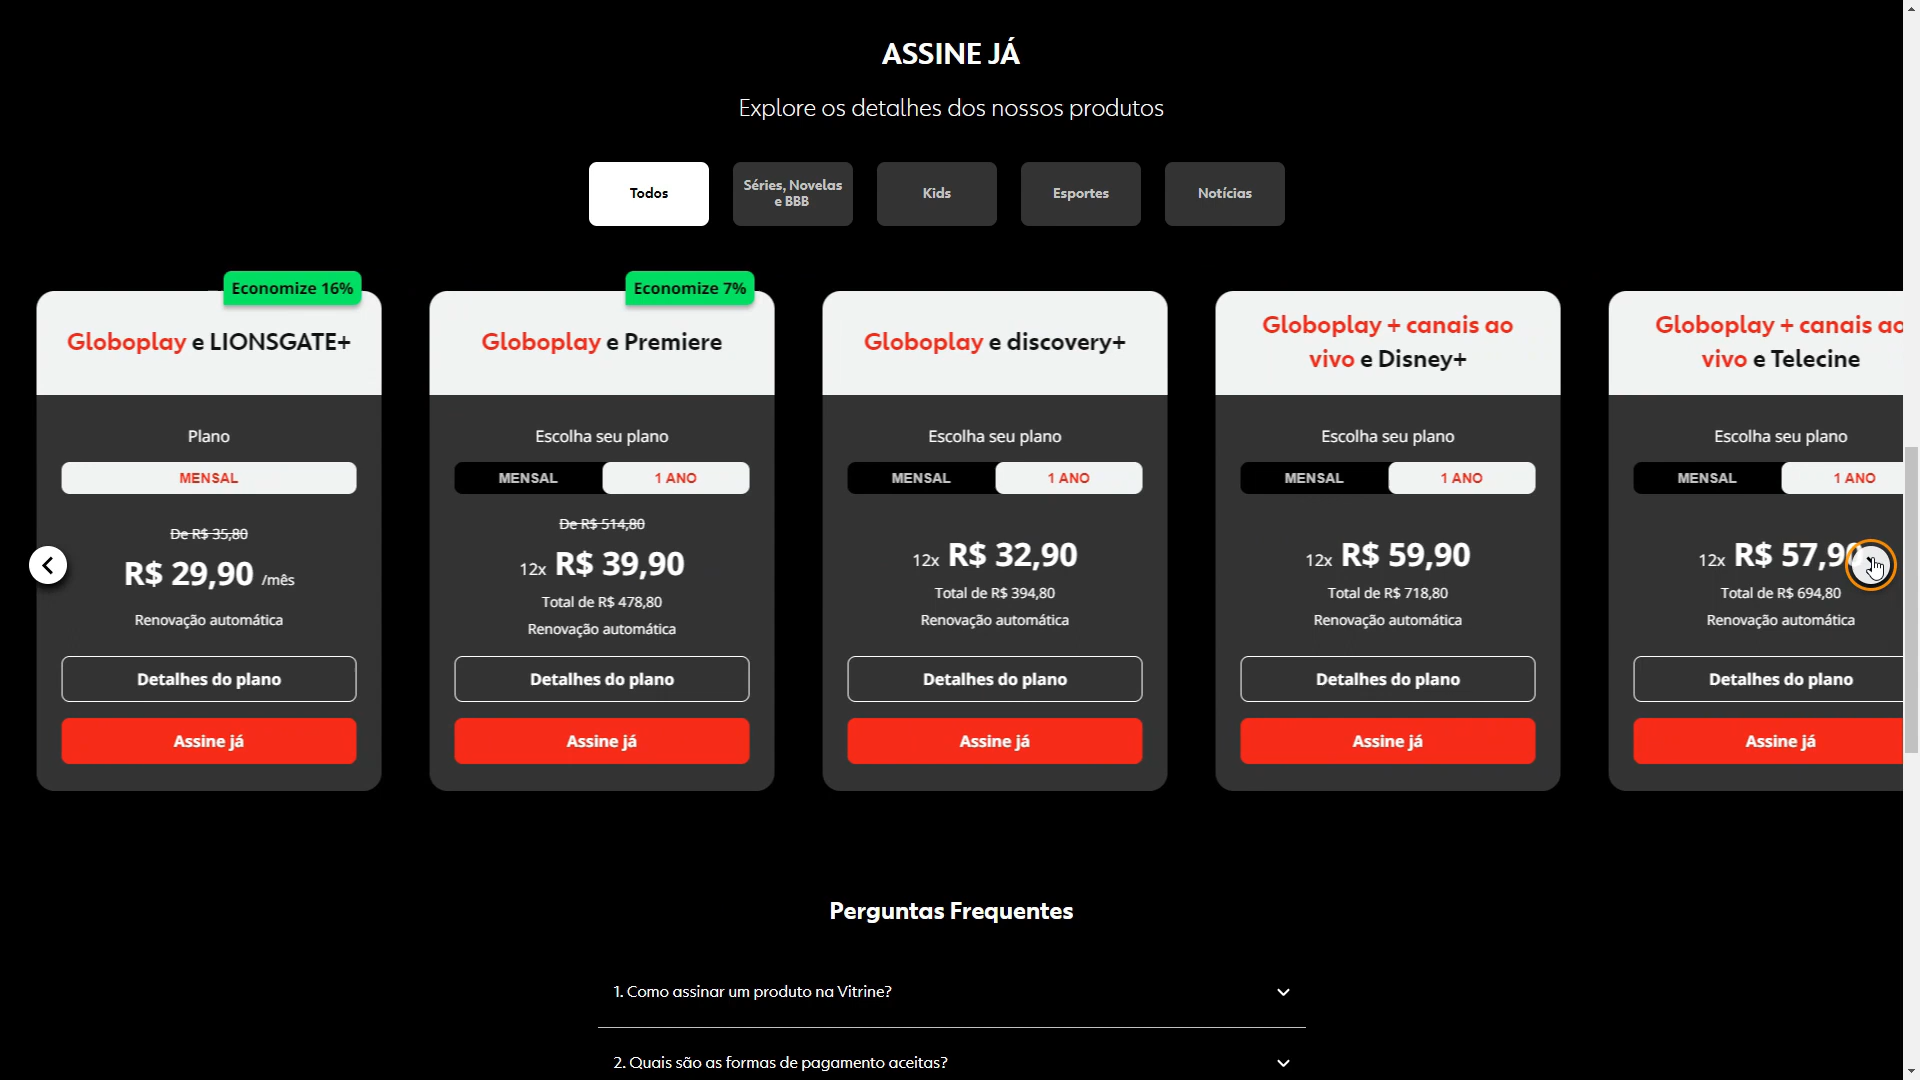 ASSINE JÁ
Explore os detalhes dos nossos produtos
Todos
Séries, Novelas
e BBB
Kids
Esportes
Notícias
Economize 16%
Globoplay e LIONSGATE+
Plano
MENSAL
De R$ 35,80
R$ 29,90 /mês
Renovação automática
Detalhes do plano
Assine já
Economize 7%
Globoplay e Premiere
Escolha seu plano
MENSAL
1 ANO
De R$ 514,80
12x R$ 39,90
Total de R$ 478,80
Renovação automática
Detalhes do plano
Assine já
Globoplay e discovery+
Escolha seu plano
MENSAL
1 ANO
12x R$ 32,90
Total de R$ 394,80
Renovação automática
Detalhes do plano
Assine já
Globoplay + canais ao
vivo e Disney+
Escolha seu plano
MENSAL
1 ANO
12x R$ 59,90
Total de R$ 718,80
Renovação automática
Detalhes do plano
Assine já
Globoplay + canais ao
vivo e Telecine
Escolha seu plano
MENSAL
1 ANO
12x R$ 57,90
Total de R$ 694,80
Renovação automática
Detalhes do plano
Assine já
Perguntas Frequentes
1. Como assinar um produto na Vitrine?
2. Quais são as formas de pagamento aceitas?